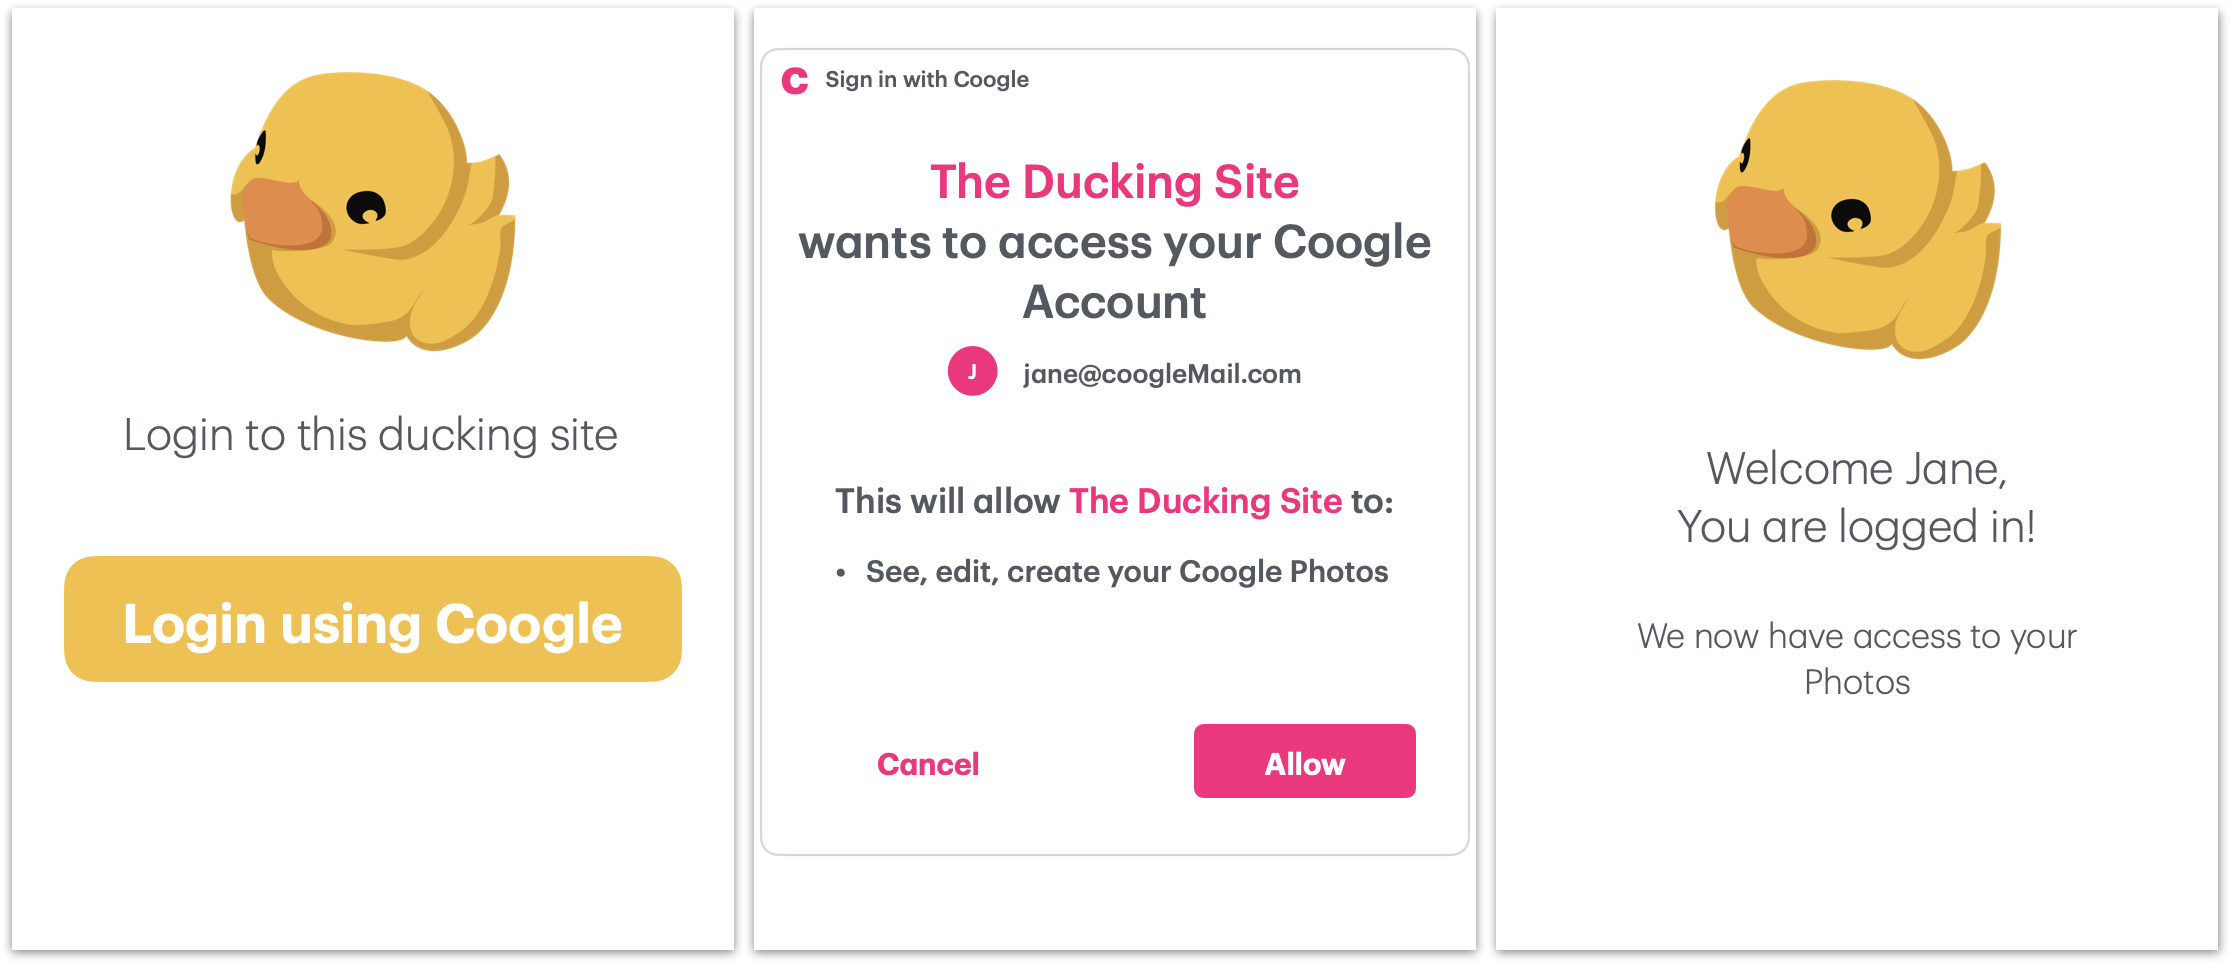 Login to this ducking site
Login using Coogle
C Sign in with Coogle
The Ducking Site
wants to access your Coogle
Account
J jane@coogleMail.com
This will allow The Ducking Site to:
• See, edit, create your Coogle Photos
Cancel Allow
Welcome Jane,
You are logged in!
We now have access to your
Photos